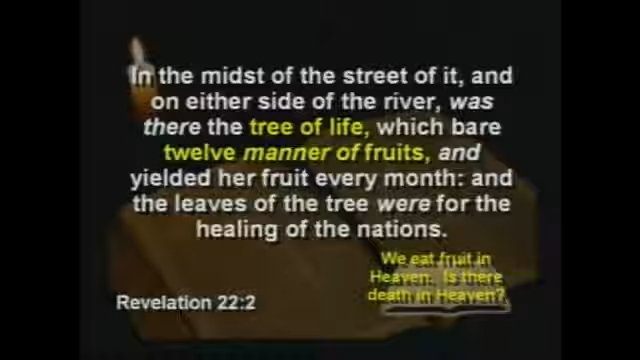 In the midst of the street of it, and
on either side of the river, was
there the tree of life, which bare
twelve manner of fruits, and
yielded her fruit every month: and
the leaves of the tree were for the
healing of the nations.
We eat fruit in
Heaven. Is there
death in Heaven?
Revelation 22:2